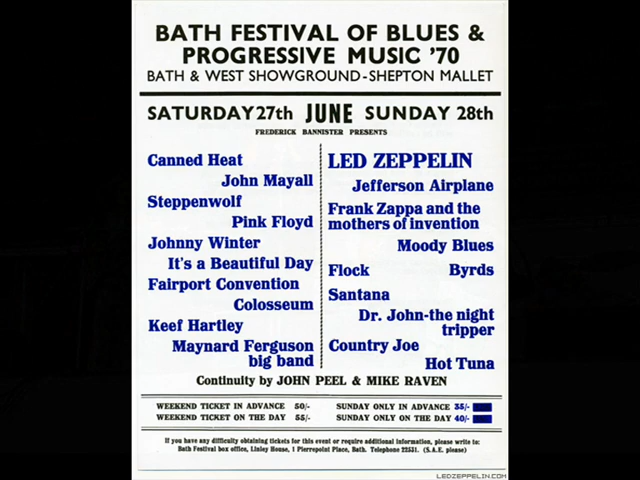 BATH FESTIVAL OF BLUES &
PROGRESSIVE MUSIC '70
BATH & WEST SHOWGROUND-SHEPTON MALLET
SATURDAY 27th JUNE SUNDAY 28th
FREDERICK BANNISTER PRESENTS
Canned Heat
John Mayall
Steppenwolf
Pink Floyd
Johnny Winter
It's a Beautiful Day
Fairport Convention
Colosseum
Keef Hartley
Maynard Ferguson
big band
LED ZEPPELIN
Jefferson Airplane
Frank Zappa and the
mothers of invention
Moody Blues
Flock Byrds
Santana
Dr. John-the night
tripper
Country Joe
Hot Tuna
Continuity by JOHN PEEL & MIKE RAVEN
WEEKEND TICKET IN ADVANCE 50/- SUNDAY ONLY IN ADVANCE 35/-
WEEKEND TICKET ON THE DAY 55/- SUNDAY ONLY ON THE DAY 40/-
If you have any difficulty obtaining tickets for this event or require additional information, please write to:
Bath Festival box office, Linley House, 1 Pierrepoint Place, Bath. Telephone 22531. (S.A.E. please)
LEDZEPPELIN.COM